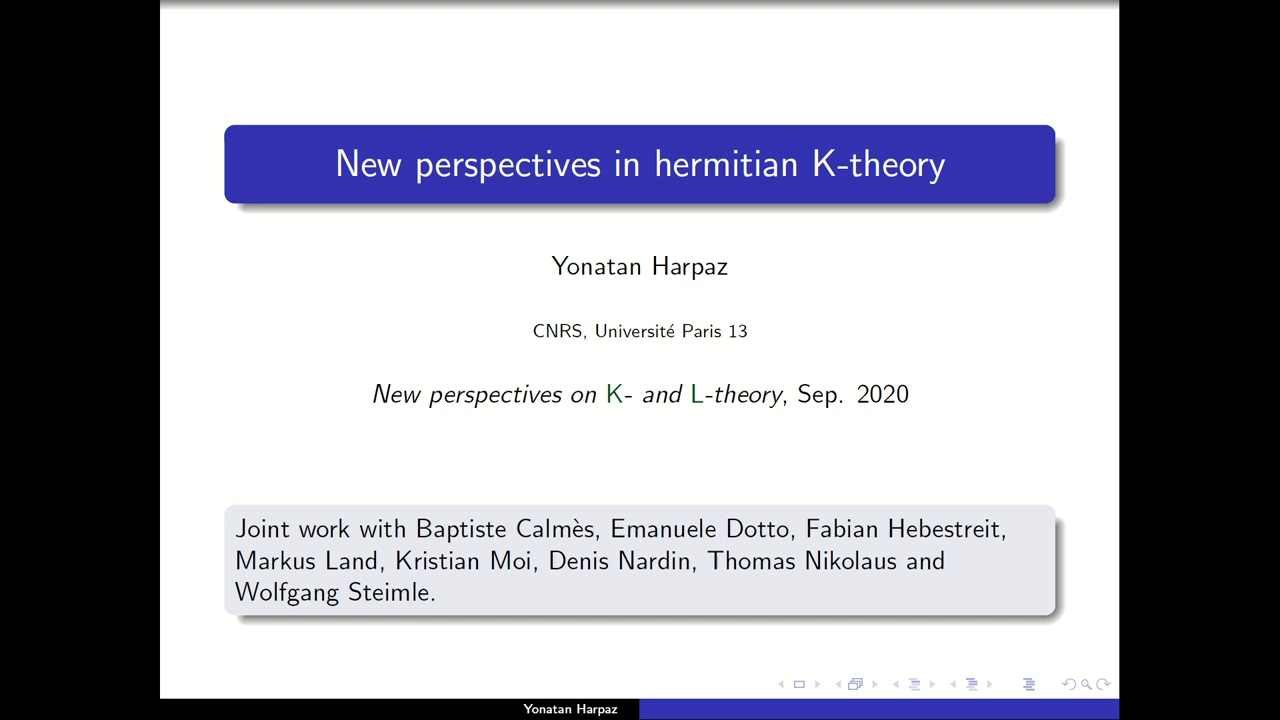 New perspectives in hermitian K-theory
Yonatan Harpaz
CNRS, Université Paris 13
New perspectives on K- and L-theory, Sep. 2020
Joint work with Baptiste Calmès, Emanuele Dotto, Fabian Hebestreit,
Markus Land, Kristian Moi, Denis Nardin, Thomas Nikolaus and
Wolfgang Steimle.
Yonatan Harpaz